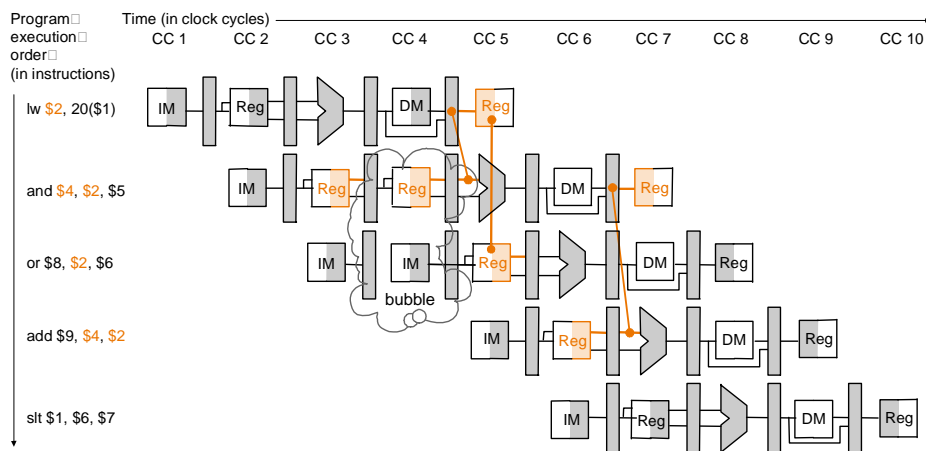 Program□ Time (in clock cycles)
execution□ CC 1 CC 2 CC 3 CC 4 CC 5 CC 6 CC 7 CC 8 CC 9 CC 10
order□
(in instructions)
lw $2, 20($1) IM Reg DM Reg
and $4, $2, $5 IM Reg Reg DM Reg
or $8, $2, $6 IM IM Reg DM Reg
bubble
add $9, $4, $2 IM Reg DM Reg
slt $1, $6, $7 IM Reg DM Reg